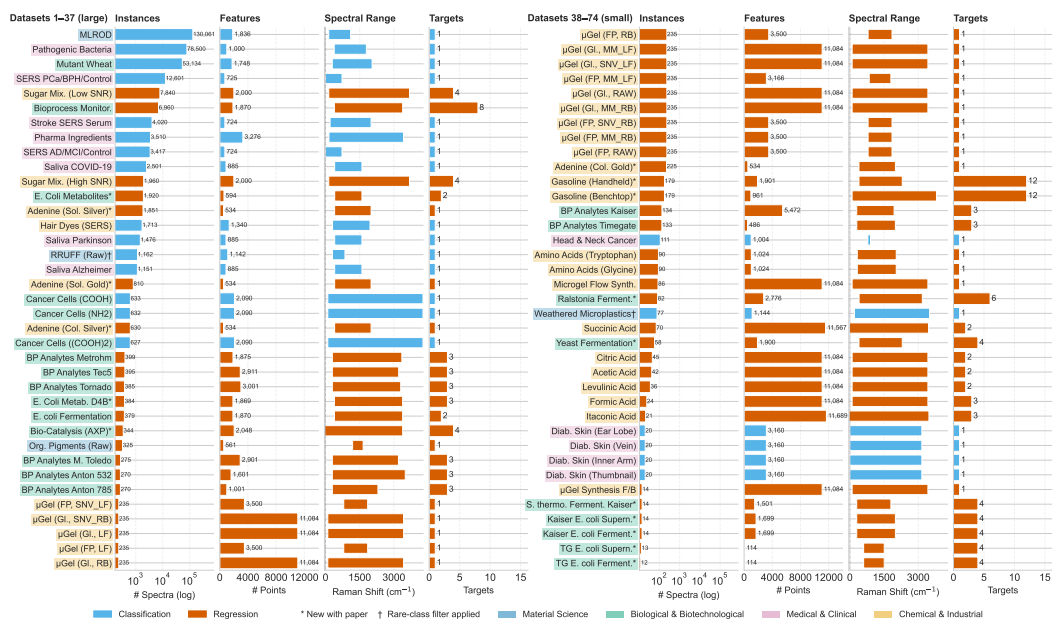 Datasets 1–37 (large) Instances Features Spectral Range Targets
MLROD 130,061 1,836 1
Pathogenic Bacteria 78,500 1,000 1
Mutant Wheat 53,134 1,748 1
SERS PCa/BPH/Control 12,601 725 1
Sugar Mix. (Low SNR) 7,840 2,000 4
Bioprocess Monitor. 6,960 1,870 8
Stroke SERS Serum 4,020 724 1
Pharma Ingredients 3,510 3,276 1
SERS AD/MCI/Control 3,417 724 1
Saliva COVID-19 2,501 885 1
Sugar Mix. (High SNR) 1,960 2,000 4
E. Coli Metabolites* 1,920 594 2
Adenine (Sol. Silver)* 1,851 534 1
Hair Dyes (SERS) 1,713 1,340 1
Saliva Parkinson 1,476 885 1
RRUFF (Raw)† 1,162 1,142 1
Saliva Alzheimer 1,151 885 1
Adenine (Sol. Gold)* 810 534 1
Cancer Cells (COOH) 633 2,090 1
Cancer Cells (NH2) 632 2,090 1
Adenine (Col. Silver)* 630 534 1
Cancer Cells ((COOH)2) 627 2,090 1
BP Analytes Metrohm 399 1,875 3
BP Analytes Tec5 395 2,911 3
BP Analytes Tornado 385 3,001 3
E. Coli Metab. D4B* 384 1,869 3
E. coli Fermentation 379 1,870 2
Bio-Catalysis (AXP)* 344 2,048 4
Org. Pigments (Raw) 325 561 1
BP Analytes M. Toledo 275 2,901 3
BP Analytes Anton 532 270 1,601 3
BP Analytes Anton 785 270 1,001 3
µGel (FP, SNV_LF) 235 3,500 1
µGel (Gl., SNV_RB) 235 11,084 1
µGel (Gl., LF) 235 11,084 1
µGel (FP, LF) 235 3,500 1
µGel (Gl., RB) 235 11,084 1
10³ 10⁵ 0 4000 8000 12000 0 1500 3000 0 5 10 15
# Spectra (log) # Points Raman Shift (cm⁻¹) Targets
Datasets 38–74 (small) Instances Features Spectral Range Targets
µGel (FP, RB) 235 3,500 1
µGel (Gl., MM_LF) 235 11,084 1
µGel (Gl., SNV_LF) 235 11,084 1
µGel (FP, MM_LF) 235 3,166 1
µGel (Gl., RAW) 235 11,084 1
µGel (Gl., MM_RB) 235 11,084 1
µGel (FP, SNV_RB) 235 3,500 1
µGel (FP, MM_RB) 235 3,500 1
µGel (FP, RAW) 235 3,500 1
Adenine (Col. Gold)* 225 534 1
Gasoline (Handheld)* 179 1,901 12
Gasoline (Benchtop)* 179 961 12
BP Analytes Kaiser 134 5,472 3
BP Analytes Timegate 133 486 3
Head & Neck Cancer 111 1,004 1
Amino Acids (Tryptophan) 90 1,024 1
Amino Acids (Glycine) 90 1,024 1
Microgel Flow Synth. 86 11,084 1
Ralstonia Ferment.* 82 2,776 6
Weathered Microplastics† 77 1,144 1
Succinic Acid 70 11,567 2
Yeast Fermentation* 58 1,900 4
Citric Acid 45 11,084 2
Acetic Acid 42 11,084 2
Levulinic Acid 36 11,084 2
Formic Acid 24 11,084 3
Itaconic Acid 21 11,689 3
Diab. Skin (Ear Lobe) 20 3,160 1
Diab. Skin (Vein) 20 3,160 1
Diab. Skin (Inner Arm) 20 3,160 1
Diab. Skin (Thumbnail) 20 3,160 1
µGel Synthesis F/B 14 11,084 1
S. thermo. Ferment. Kaiser* 14 1,501 4
Kaiser E. coli Supern.* 14 1,699 4
Kaiser E. coli Ferment.* 14 1,699 4
TG E. coli Supern.* 13 114 4
TG E. coli Ferment.* 12 114 4
10² 10³ 10⁴ 10⁵ 0 4000 8000 12000 0 1500 3000 0 5 10 15
# Spectra (log) # Points Raman Shift (cm⁻¹) Targets
Classification Regression * New with paper † Rare-class filter applied Material Science Biological & Biotechnological Medical & Clinical Chemical & Industrial